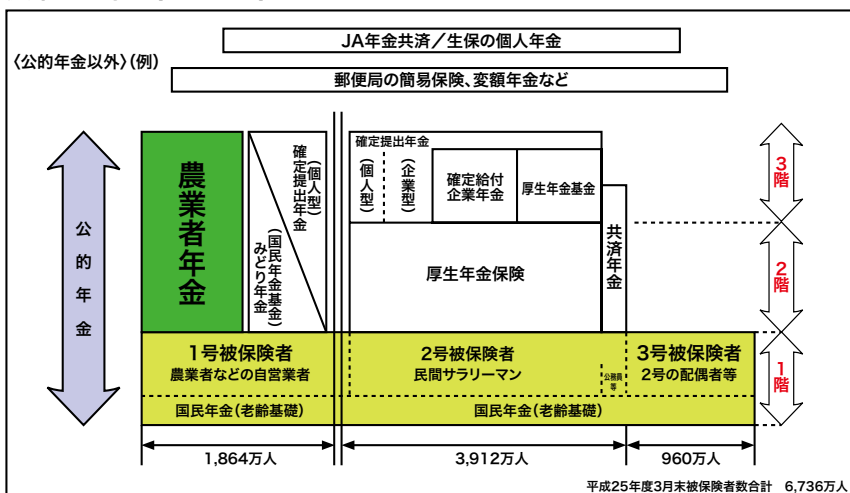 JA年金共済／生保の個人年金
〈公的年金以外〉(例)
郵便局の簡易保険、変額年金など
公的年金
農業者年金
確定提出年金
(個人型)
みどり年金
(国民年金基金)
確定提出年金
(個人型)
(企業型)
確定給付
企業年金
厚生年金基金
厚生年金保険
共済年金
3階
2階
1階
1号被保険者
農業者などの自営業者
2号被保険者
民間サラリーマン
公務員
等
3号被保険者
2号の配偶者等
国民年金(老齢基礎)
国民年金(老齢基礎)
1,864万人
3,912万人
960万人
平成25年度3月末被保険者数合計 6,736万人